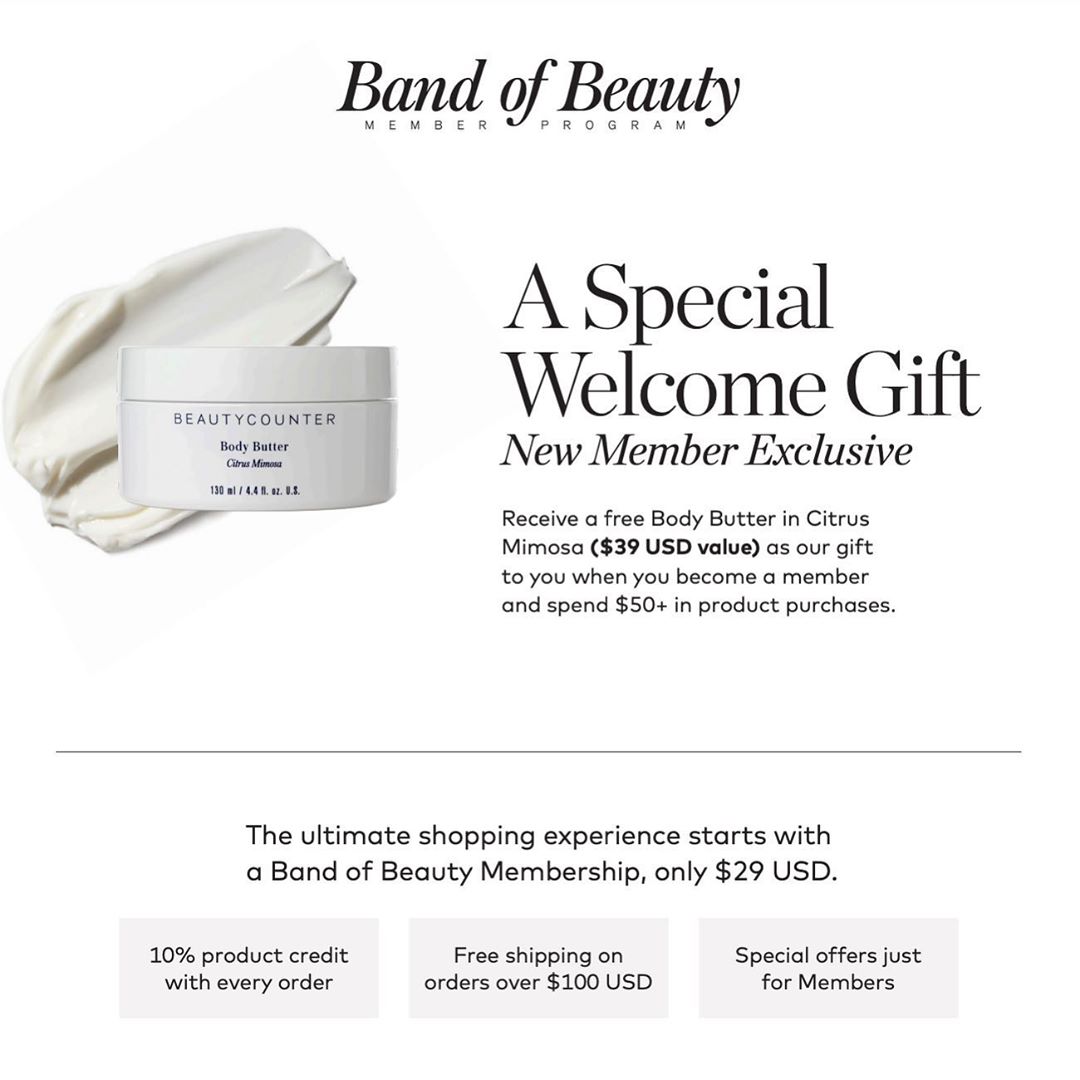 Band of Beauty
MEMBER PROGRAM
A Special
Welcome Gift
New Member Exclusive
Receive a free Body Butter in Citrus
Mimosa ($39 USD value) as our gift
to you when you become a member
and spend $50+ in product purchases.
BEAUTYCOUNTER
Body Butter
Citrus Mimosa
130 ml / 4.4 fl. oz. U.S.
The ultimate shopping experience starts with
a Band of Beauty Membership, only $29 USD.
10% product credit
with every order
Free shipping on
orders over $100 USD
Special offers just
for Members